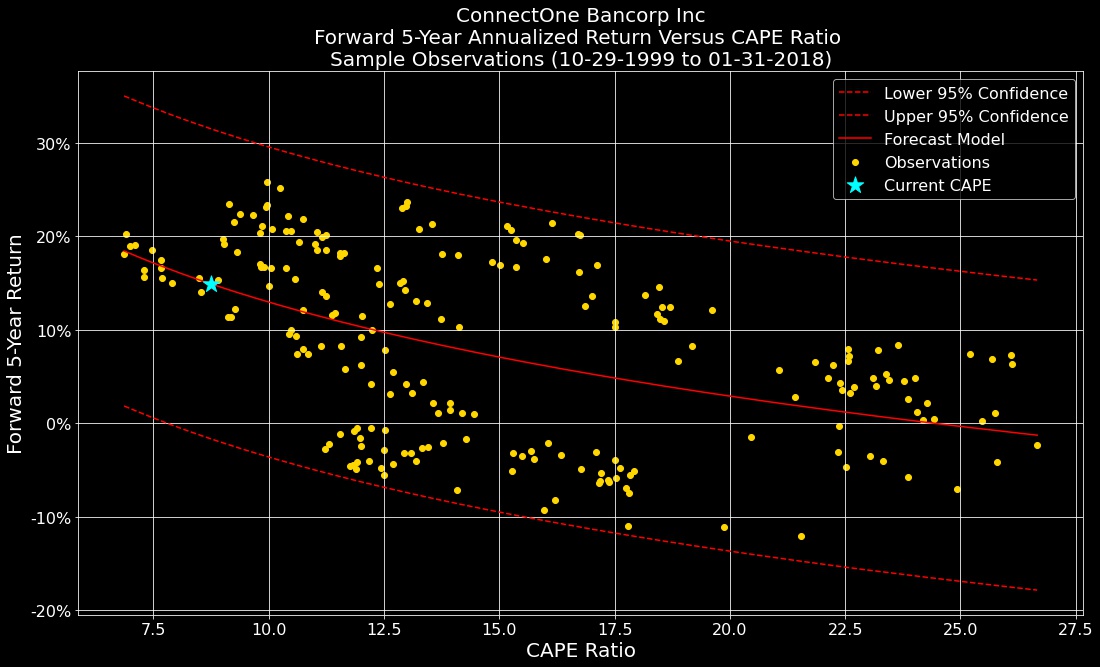 ConnectOne Bancorp Inc
Forward 5-Year Annualized Return Versus CAPE Ratio
Sample Observations (10-29-1999 to 01-31-2018)
Lower 95% Confidence
Upper 95% Confidence
Forecast Model
Observations
Current CAPE
Forward 5-Year Return
30%
20%
10%
0%
-10%
-20%
7.5
10.0
12.5
15.0
17.5
20.0
22.5
25.0
27.5
CAPE Ratio